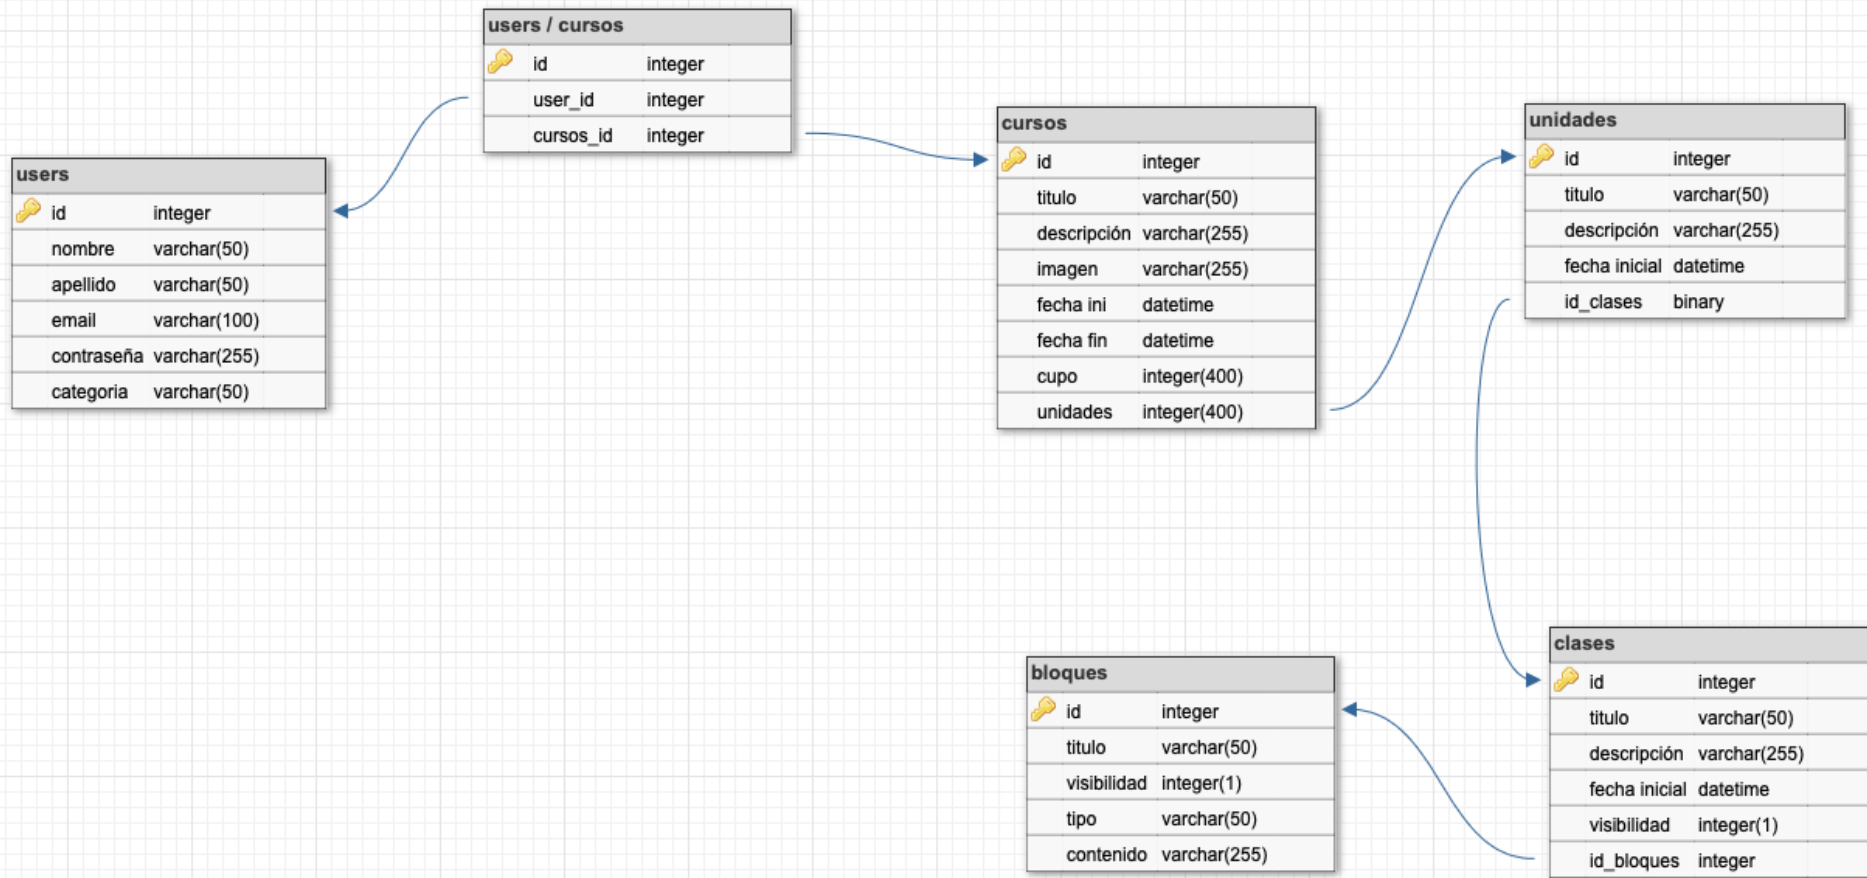 users / cursos
id integer
user_id integer
cursos_id integer
users
id integer
nombre varchar(50)
apellido varchar(50)
email varchar(100)
contraseña varchar(255)
categoria varchar(50)
cursos
id integer
titulo varchar(50)
descripción varchar(255)
imagen varchar(255)
fecha ini datetime
fecha fin datetime
cupo integer(400)
unidades integer(400)
unidades
id integer
titulo varchar(50)
descripción varchar(255)
fecha inicial datetime
id_clases binary
bloques
id integer
titulo varchar(50)
visibilidad integer(1)
tipo varchar(50)
contenido varchar(255)
clases
id integer
titulo varchar(50)
descripción varchar(255)
fecha inicial datetime
visibilidad integer(1)
id_bloques integer